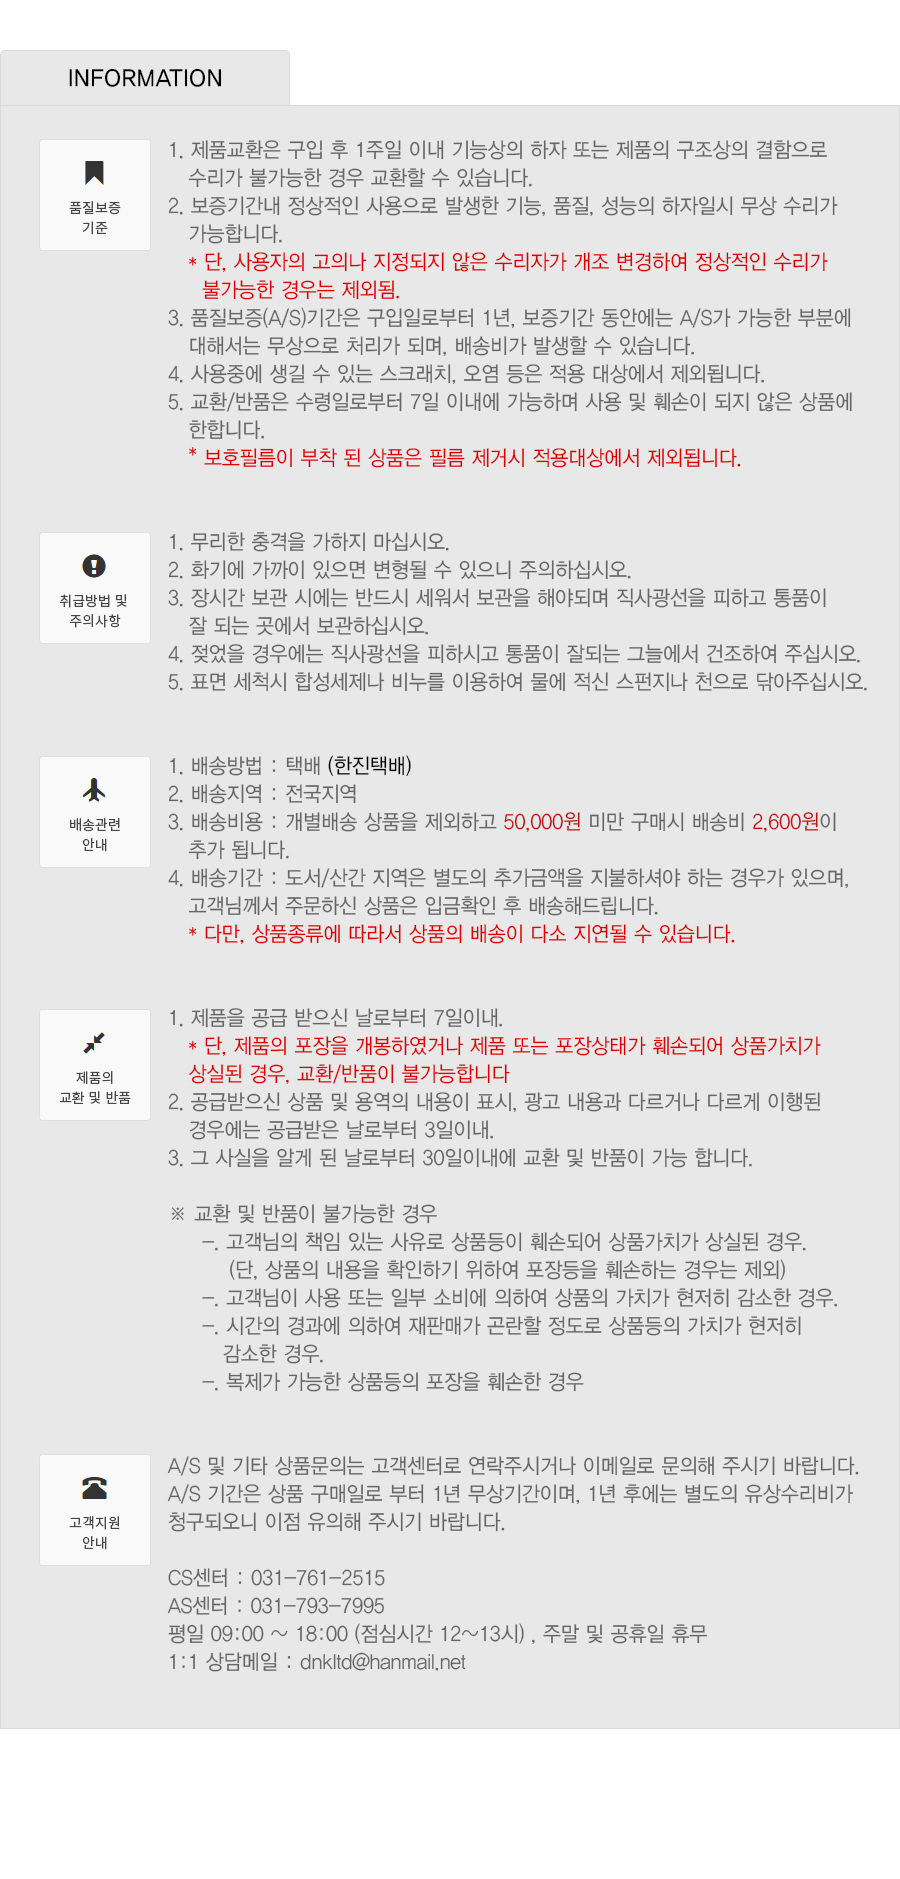 INFORMATION
품질보증
기준
1. 제품교환은 구입 후 1주일 이내 기능상의 하자 또는 제품의 구조상의 결함으로
수리가 불가능한 경우 교환할 수 있습니다.
2. 보증기간내 정상적인 사용으로 발생한 기능, 품질, 성능의 하자일시 무상 수리가
가능합니다.
* 단, 사용자의 고의나 지정되지 않은 수리자가 개조 변경하여 정상적인 수리가
불가능한 경우는 제외됨.
3. 품질보증(A/S)기간은 구입일로부터 1년, 보증기간 동안에는 A/S가 가능한 부분에
대해서는 무상으로 처리가 되며, 배송비가 발생할 수 있습니다.
4. 사용중에 생길 수 있는 스크래치, 오염 등은 적용 대상에서 제외됩니다.
5. 교환/반품은 수령일로부터 7일 이내에 가능하며 사용 및 훼손이 되지 않은 상품에
한합니다.
* 보호필름이 부착 된 상품은 필름 제거시 적용대상에서 제외됩니다.
취급방법 및
주의사항
1. 무리한 충격을 가하지 마십시오.
2. 화기에 가까이 있으면 변형될 수 있으니 주의하십시오.
3. 장시간 보관 시에는 반드시 세워서 보관을 해야되며 직사광선을 피하고 통품이
잘 되는 곳에서 보관하십시오.
4. 젖었을 경우에는 직사광선을 피하시고 통품이 잘되는 그늘에서 건조하여 주십시오.
5. 표면 세척시 합성세제나 비누를 이용하여 물에 적신 스펀지나 천으로 닦아주십시오.
배송관련
안내
1. 배송방법 : 택배 (한진택배)
2. 배송지역 : 전국지역
3. 배송비용 : 개별배송 상품을 제외하고 50,000원 미만 구매시 배송비 2,600원이
추가 됩니다.
4. 배송기간 : 도서/산간 지역은 별도의 추가금액을 지불하셔야 하는 경우가 있으며,
고객님께서 주문하신 상품은 입금확인 후 배송해드립니다.
* 다만, 상품종류에 따라서 상품의 배송이 다소 지연될 수 있습니다.
제품의
교환 및 반품
1. 제품을 공급 받으신 날로부터 7일이내.
* 단, 제품의 포장을 개봉하였거나 제품 또는 포장상태가 훼손되어 상품가치가
상실된 경우, 교환/반품이 불가능합니다
2. 공급받으신 상품 및 용역의 내용이 표시, 광고 내용과 다르거나 다르게 이행된
경우에는 공급받은 날로부터 3일이내.
3. 그 사실을 알게 된 날로부터 30일이내에 교환 및 반품이 가능 합니다.
※ 교환 및 반품이 불가능한 경우
-. 고객님의 책임 있는 사유로 상품등이 훼손되어 상품가치가 상실된 경우.
(단, 상품의 내용을 확인하기 위하여 포장등을 훼손하는 경우는 제외)
-. 고객님이 사용 또는 일부 소비에 의하여 상품의 가치가 현저히 감소한 경우.
-. 시간의 경과에 의하여 재판매가 곤란할 정도로 상품등의 가치가 현저히
감소한 경우.
-. 복제가 가능한 상품등의 포장을 훼손한 경우
고객지원
안내
A/S 및 기타 상품문의는 고객센터로 연락주시거나 이메일로 문의해 주시기 바랍니다.
A/S 기간은 상품 구매일로 부터 1년 무상기간이며, 1년 후에는 별도의 유상수리비가
청구되오니 이점 유의해 주시기 바랍니다.
CS센터 : 031-761-2515
AS센터 : 031-793-7995
평일 09:00 ~ 18:00 (점심시간 12~13시) , 주말 및 공휴일 휴무
1:1 상담메일 : dnkltd@hanmail.net